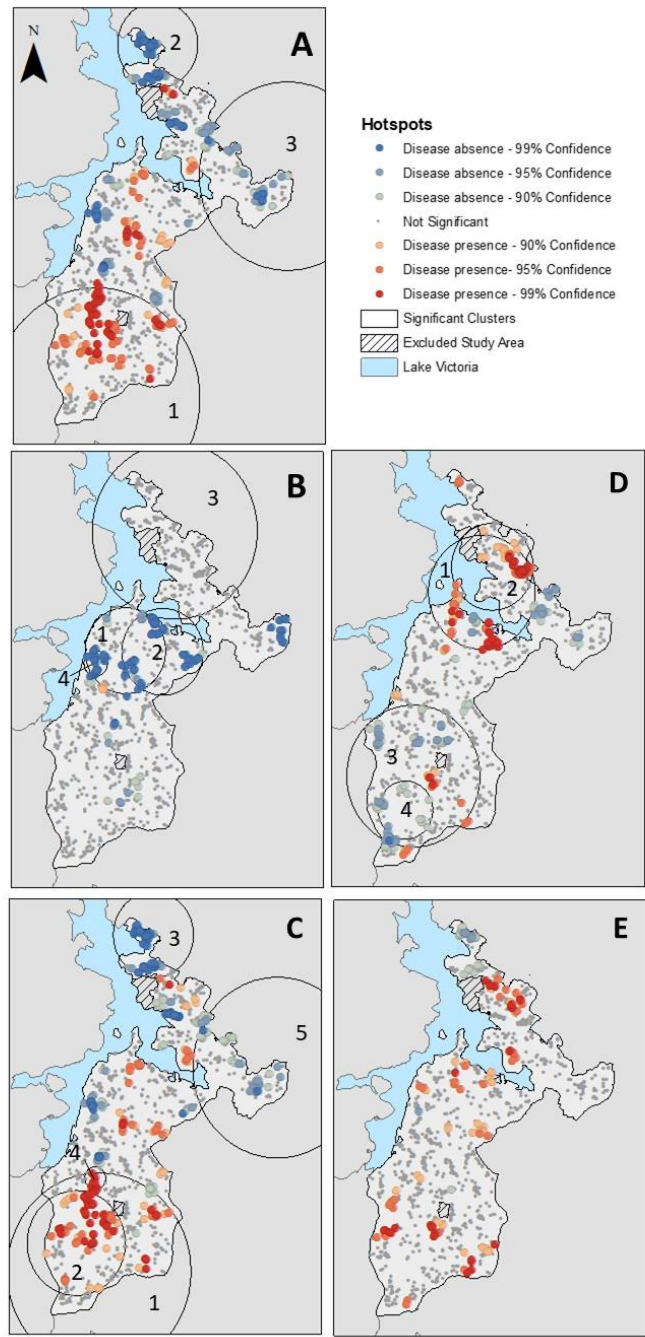 N
A
2
3
1
Hotspots
Disease absence - 99% Confidence
Disease absence - 95% Confidence
Disease absence - 90% Confidence
Not Significant
Disease presence - 90% Confidence
Disease presence- 95% Confidence
Disease presence - 99% Confidence
Significant Clusters
Excluded Study Area
Lake Victoria
B
3
1
2
4
D
1
2
3
4
C
3
5
4
2
1
E